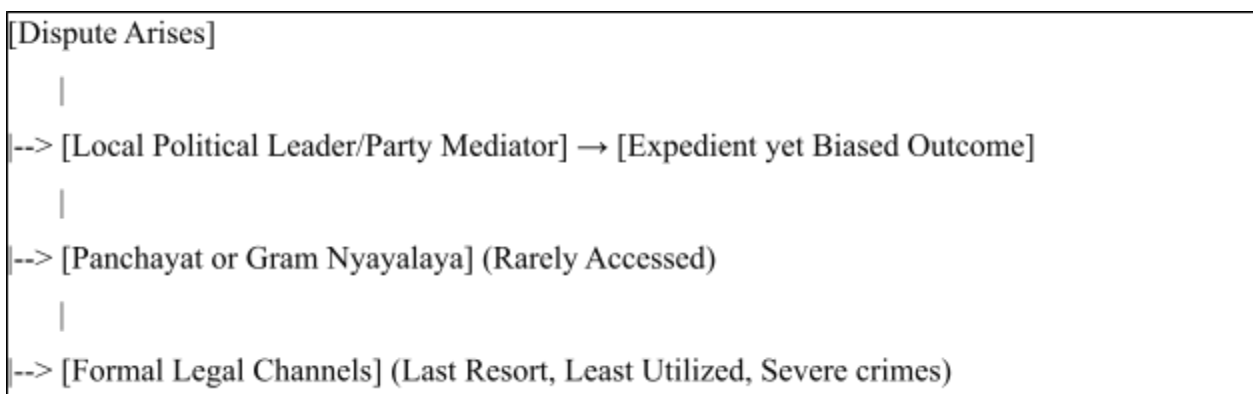 [Dispute Arises]
|
|--> [Local Political Leader/Party Mediator] → [Expedient yet Biased Outcome]
|
|--> [Panchayat or Gram Nyayalaya] (Rarely Accessed)
|
|--> [Formal Legal Channels] (Last Resort, Least Utilized, Severe crimes)